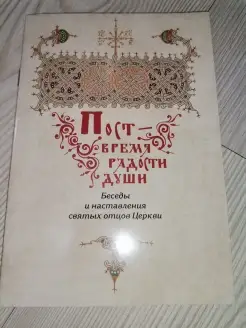 Пост–
время
радости
души
Беседы
и наставления
святых отцов Церкви